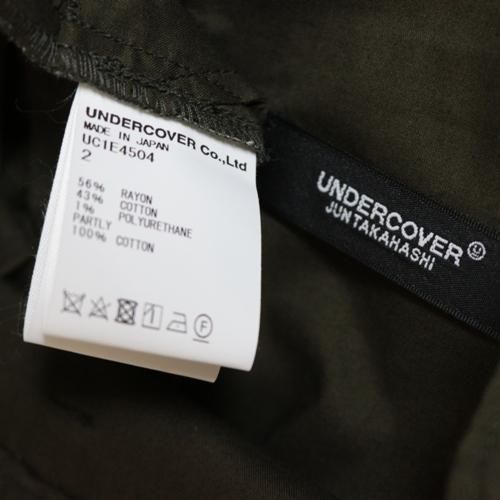 UNDERCOVER Co.,Ltd
MADE IN JAPAN
UC1E4504
2
56% RAYON
43% COTTON
1% POLYURETHANE
PARTLY
100% COTTON
F
UNDERCOVER
JUNTAKAHASHI